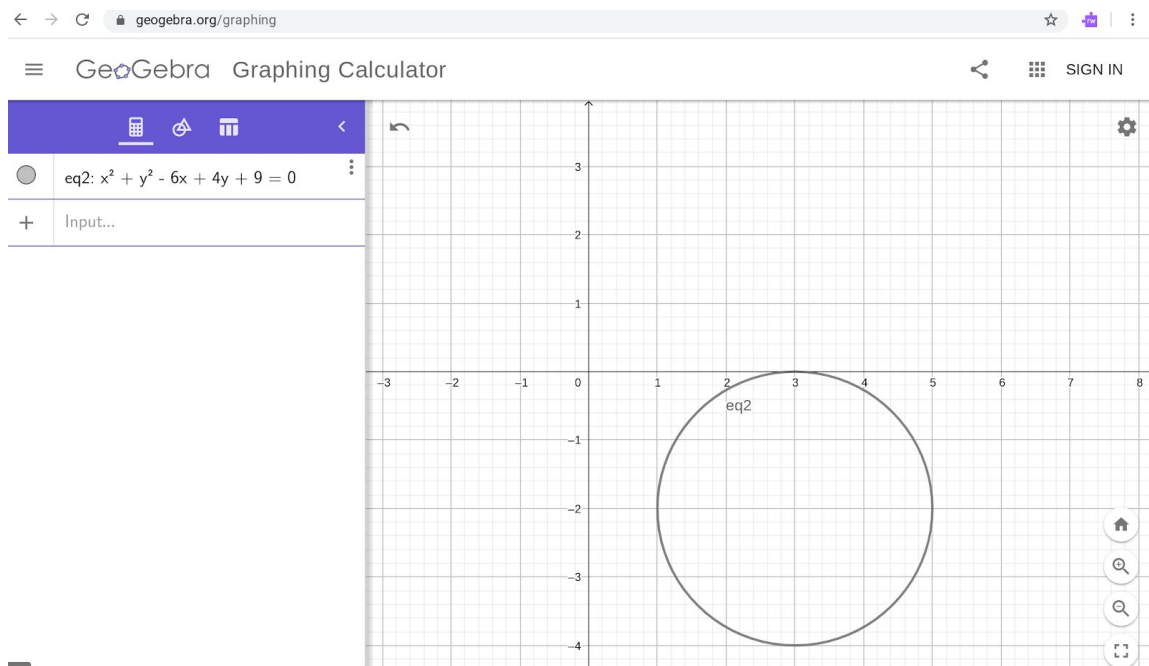 geogebra.org/graphing
rw
GeoGebra Graphing Calculator
SIGN IN
eq2: x² + y² - 6x + 4y + 9 = 0
+ Input...
3
2
1
–3 –2 –1 0 1 2 3 4 5 6 7 8
eq2
–1
–2
–3
–4